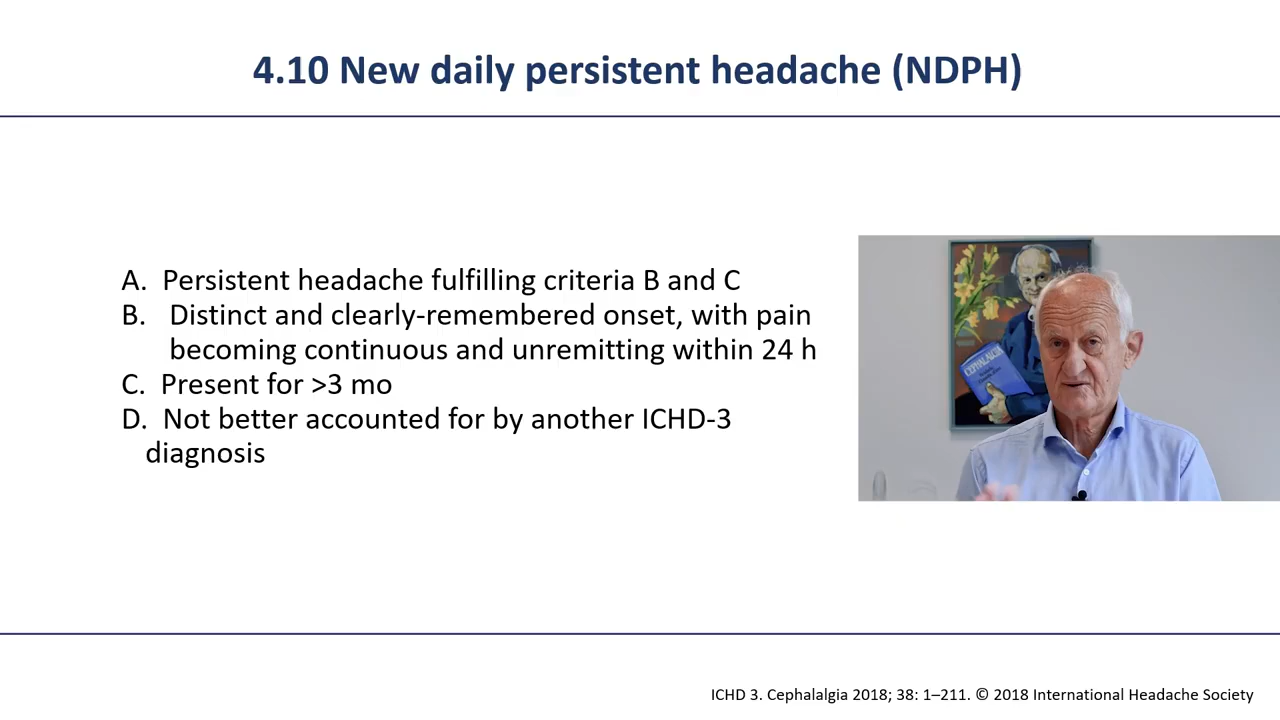 4.10 New daily persistent headache (NDPH)
A. Persistent headache fulfilling criteria B and C
B. Distinct and clearly-remembered onset, with pain
becoming continuous and unremitting within 24 h
C. Present for >3 mo
D. Not better accounted for by another ICHD-3
diagnosis
CEPHALALGIA
ICHD 3. Cephalalgia 2018; 38: 1–211. © 2018 International Headache Society